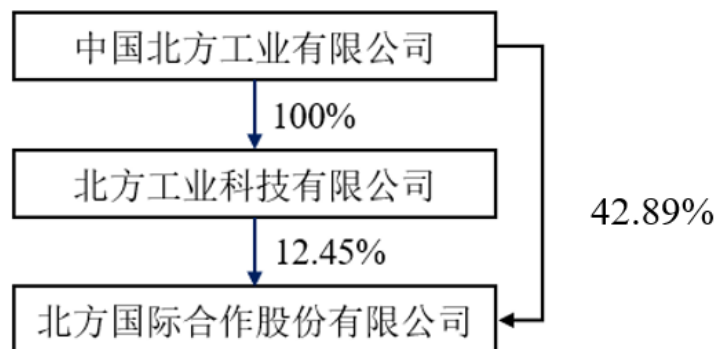 中国北方工业有限公司
100%
北方工业科技有限公司
42.89%
12.45%
北方国际合作股份有限公司